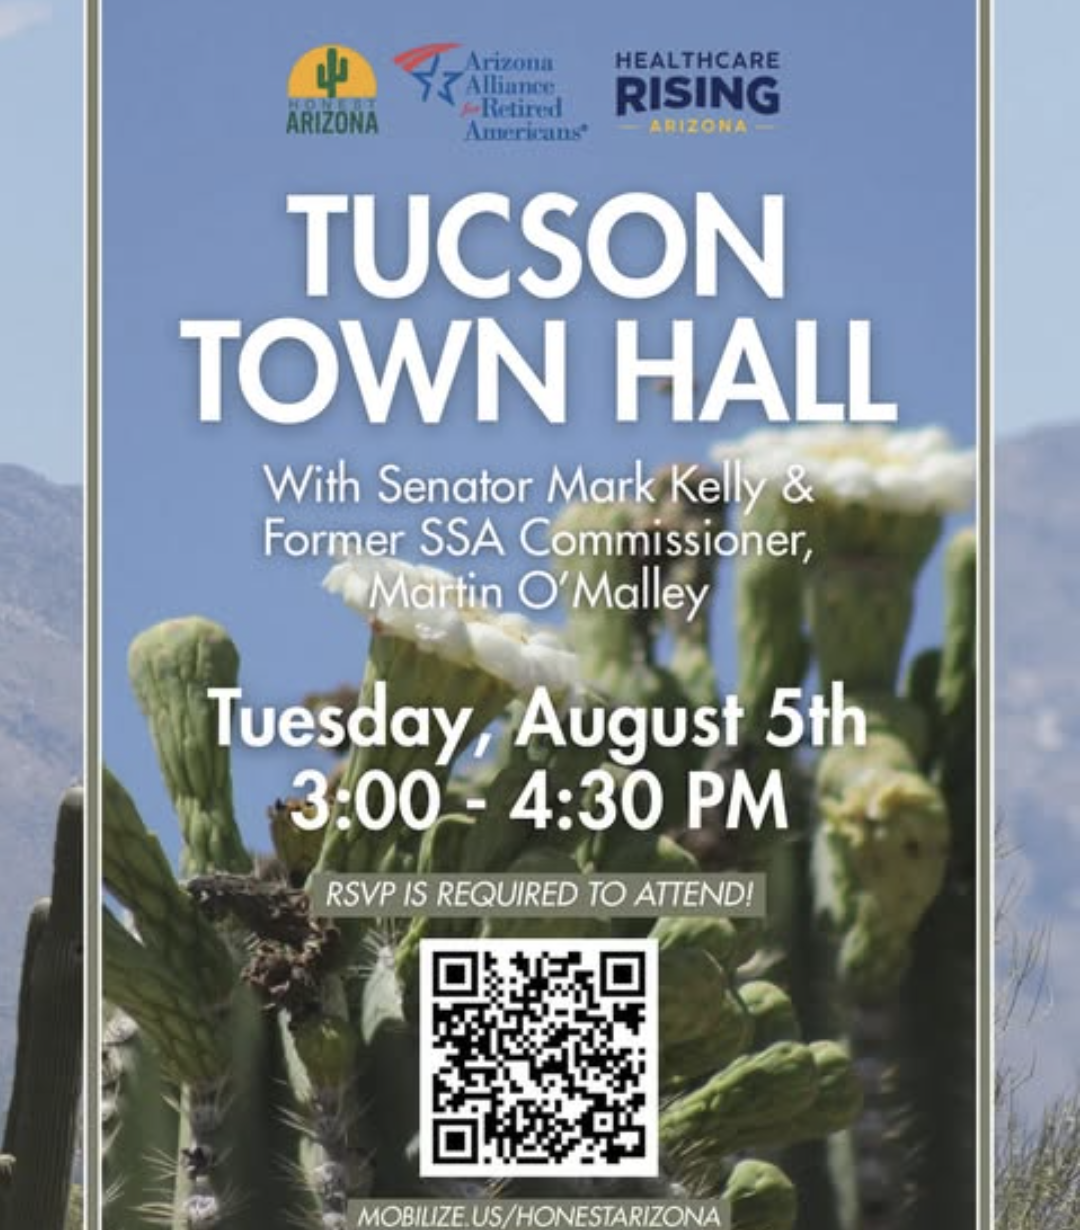 HONEST
ARIZONA
Arizona
Alliance
for Retired
Americans®
HEALTHCARE
RISING
ARIZONA
TUCSON
TOWN HALL
With Senator Mark Kelly &
Former SSA Commissioner,
Martin O'Malley
Tuesday, August 5th
3:00 - 4:30 PM
RSVP IS REQUIRED TO ATTEND!
MOBILIZE.US/HONESTARIZONA